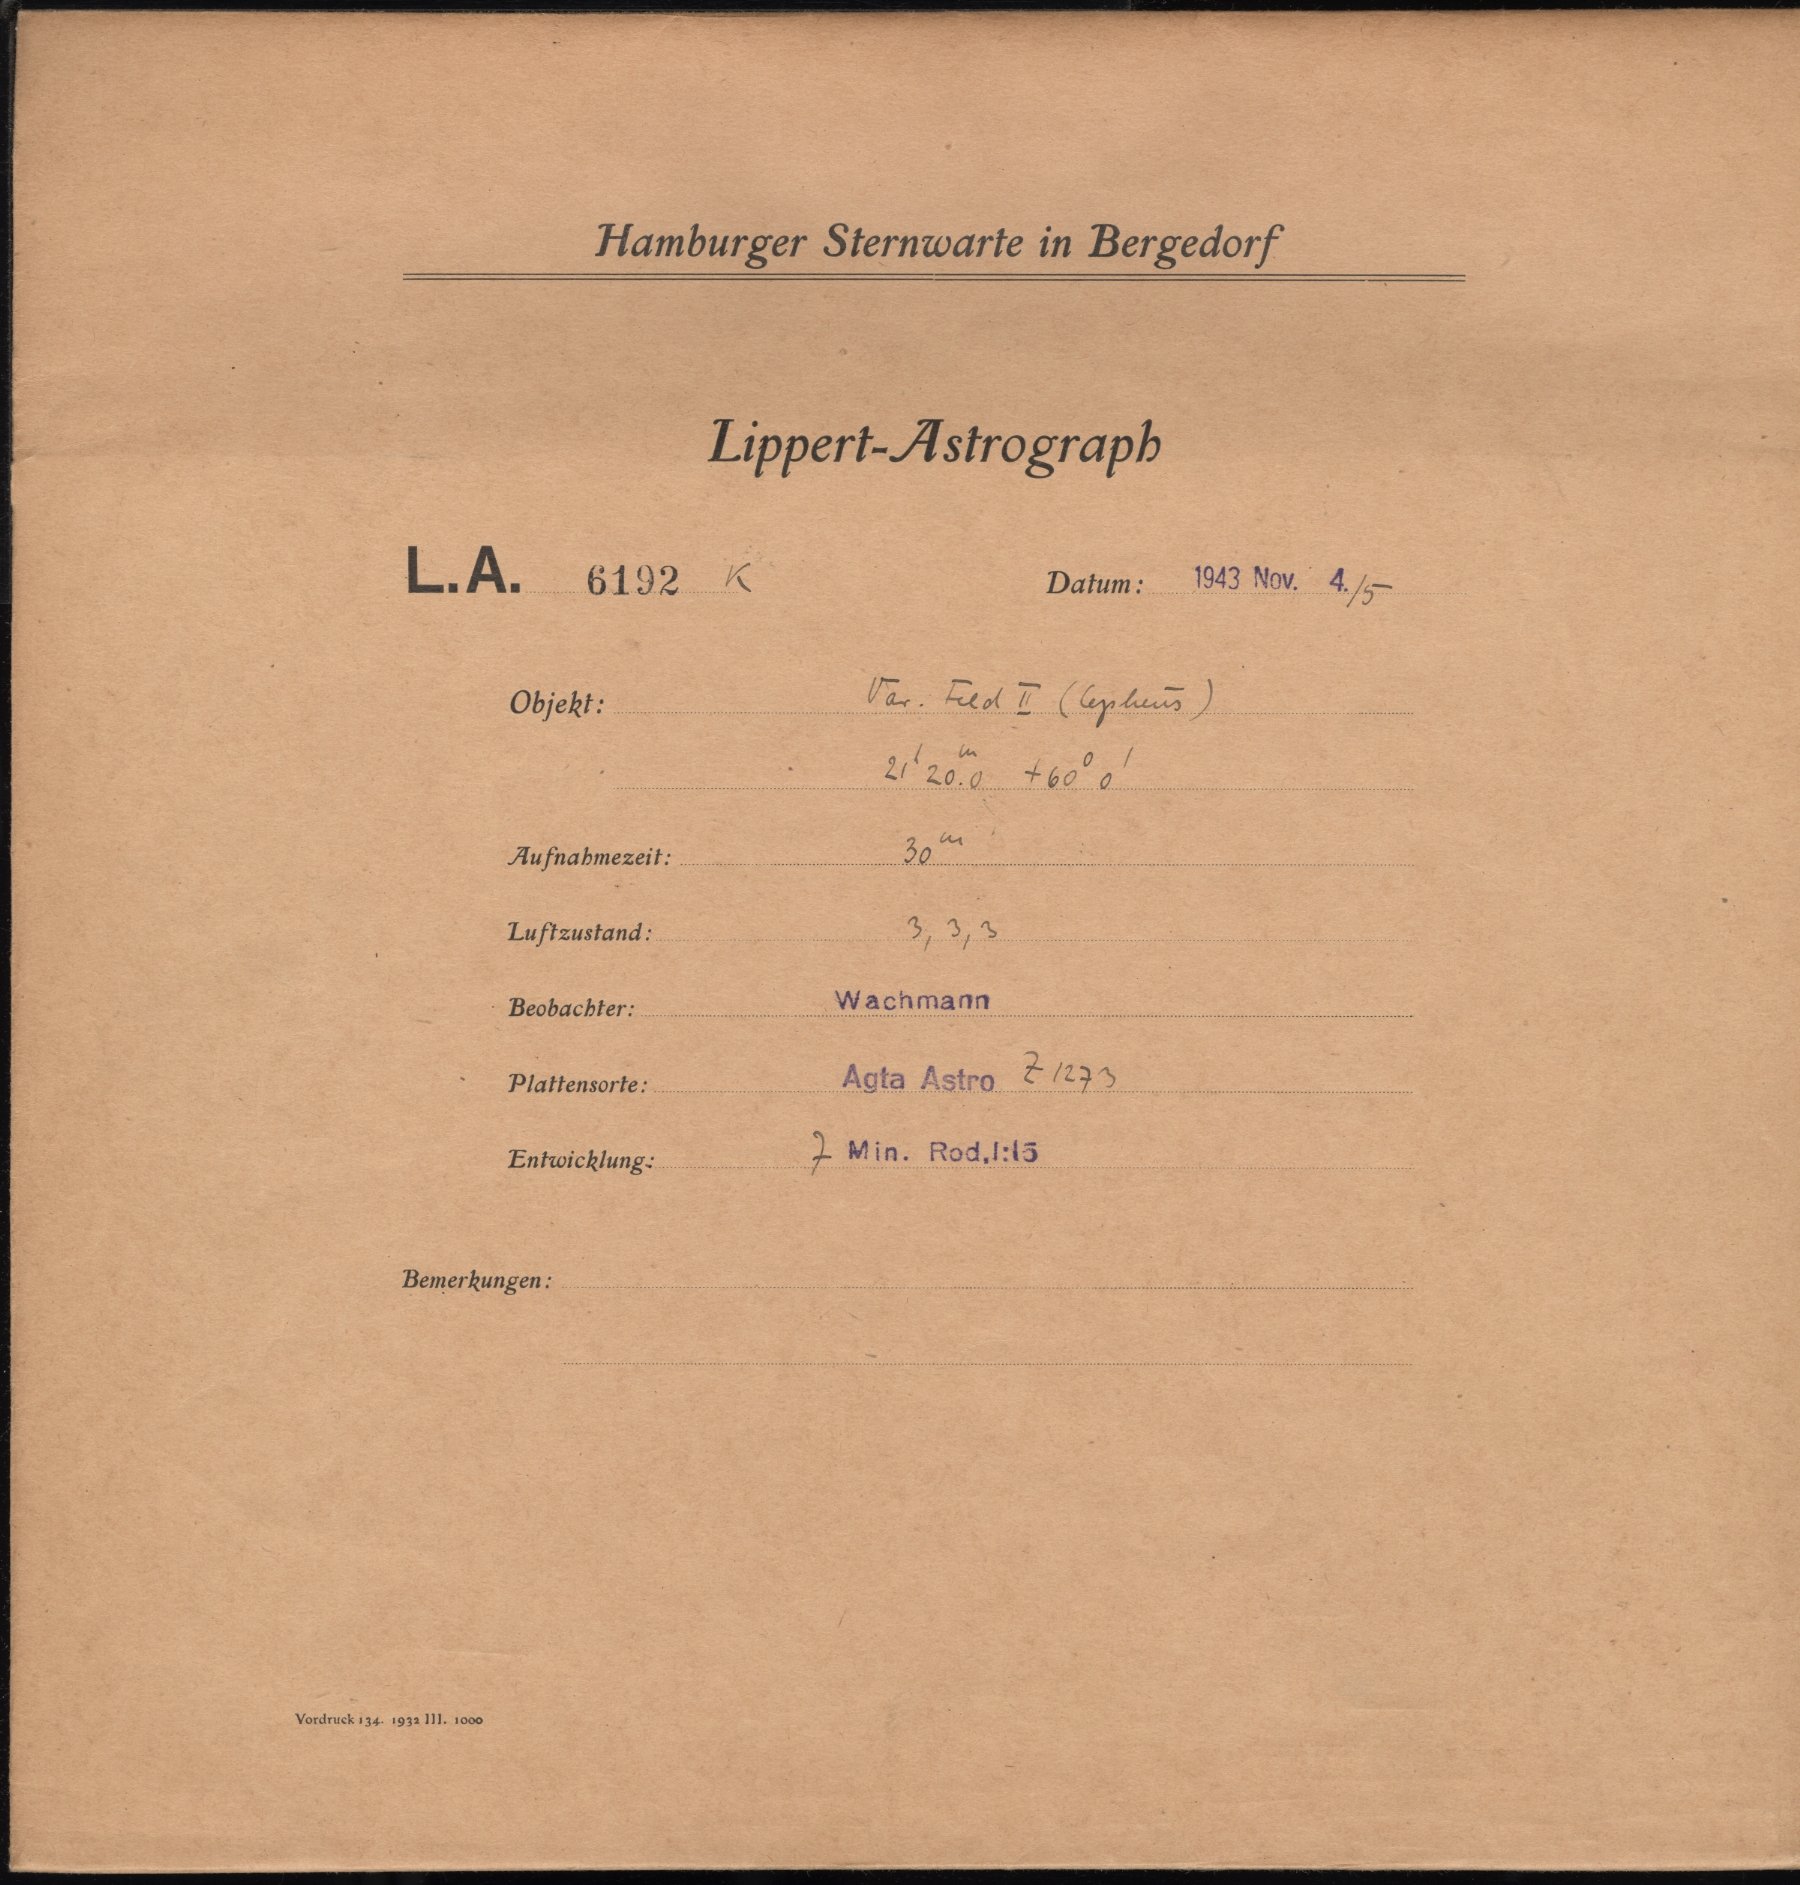 Hamburger Sternwarte in Bergedorf
Lippert-Astrograph
L.A. 6192 K Datum: 1943 Nov. 4./5
Objekt: Var. Feld II (Cepheus)
21ʰ 20.0ᵐ +60° 0'
Aufnahmezeit: 30ᵐ
Luftzustand: 3, 3, 3
Beobachter: Wachmann
Plattensorte: Agfa Astro Z 1273
Entwicklung: 7 Min. Rod.1:15
Bemerkungen:
Vordruck 134. 1932 III. 1000